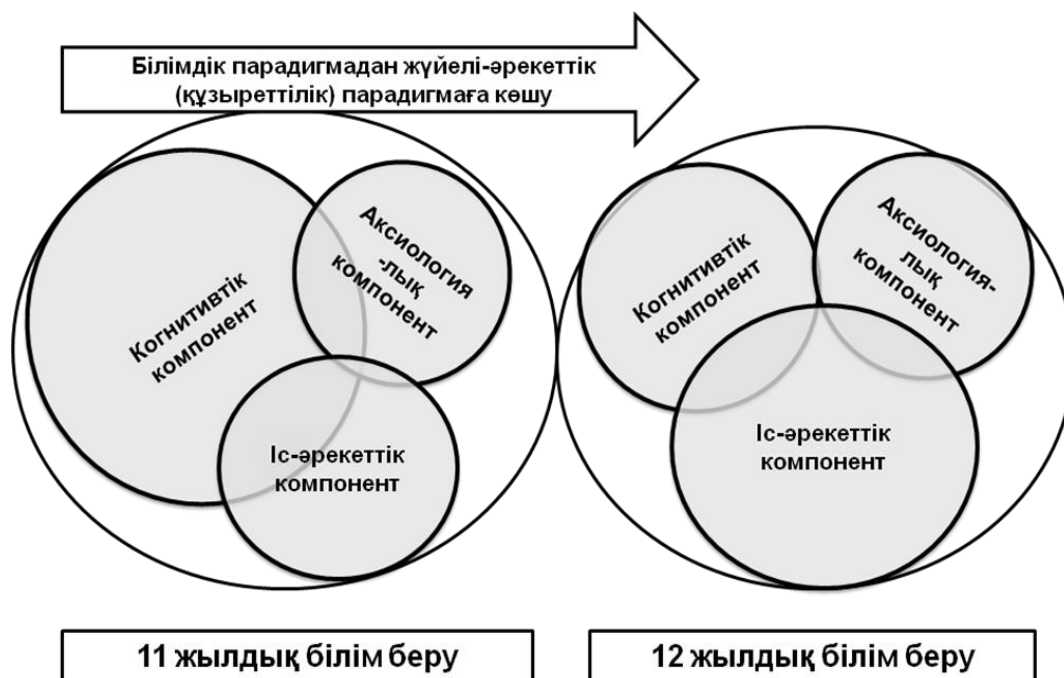 Білімдік парадигмадан жүйелі-әрекеттік
(құзыреттілік) парадигмаға көшу
Когнитивтік
компонент
Аксиология
-лық
компонент
Іс-әрекеттік
компонент
Когнитивтік
компонент
Аксиология-
лық
компонент
Іс-әрекеттік
компонент
11 жылдық білім беру
12 жылдық білім беру